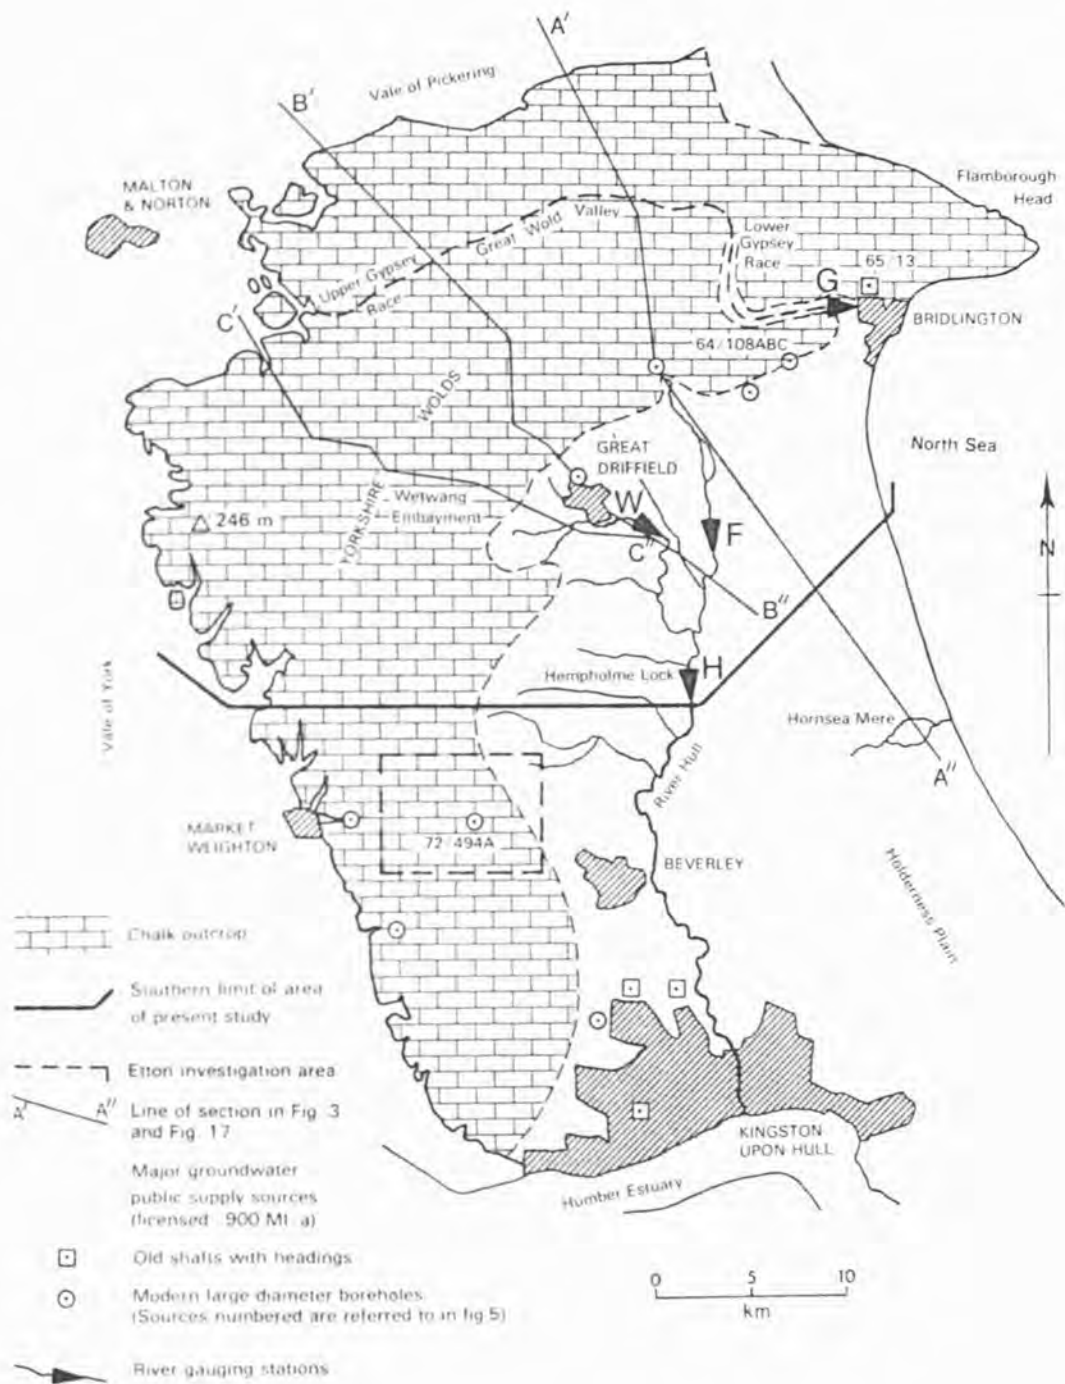 A'
Vale of Pickering
B'
MALTON
& NORTON
Flamborough
Head
Great Wold Valley
Lower
Gypsey
Race
65/13
Upper Gypsey
Race
G
C'
BRIDLINGTON
64/108ABC
WOLDS
North Sea
GREAT
DRIFFIELD
YORKSHIRE
Wetwang
Embayment
W
246 m
F
C"
N
B"
Hempholme Lock
H
Vale of York
Hornsea Mere
River Hull
A"
MARKET
WEIGHTON
72/494A
BEVERLEY
Holderness Plain
Chalk outcrop
Southern limit of area
of present study
Etton investigation area
A' A" Line of section in Fig. 3
and Fig. 17
KINGSTON
UPON HULL
Major groundwater
public supply sources
(licensed 900 Ml a)
Humber Estuary
Old shafts with headings
Modern large diameter boreholes
(Sources numbered are referred to in fig.5)
0 5 10
km
River gauging stations